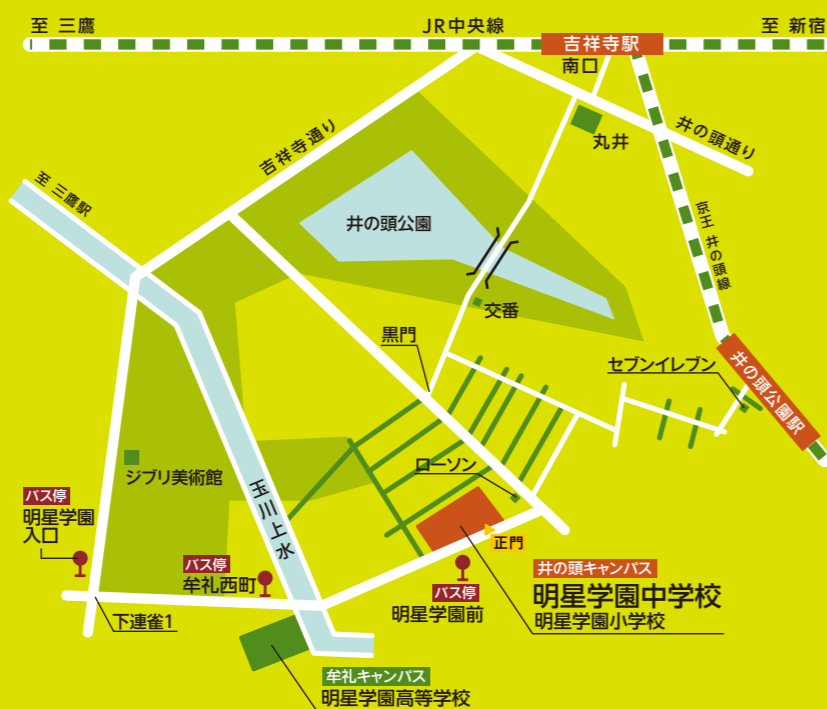 至 三鷹
JR中央線
吉祥寺駅
至 新宿
南口
丸井
井の頭通り
吉祥寺通り
至 三鷹駅
井の頭公園
京王 井の頭線
交番
黒門
セブンイレブン
井の頭公園駅
ローソン
ジブリ美術館
玉川上水
バス停
明星学園
入口
バス停
牟礼西町
正門
バス停
明星学園前
井の頭キャンパス
明星学園中学校
明星学園小学校
下連雀1
牟礼キャンパス
明星学園高等学校